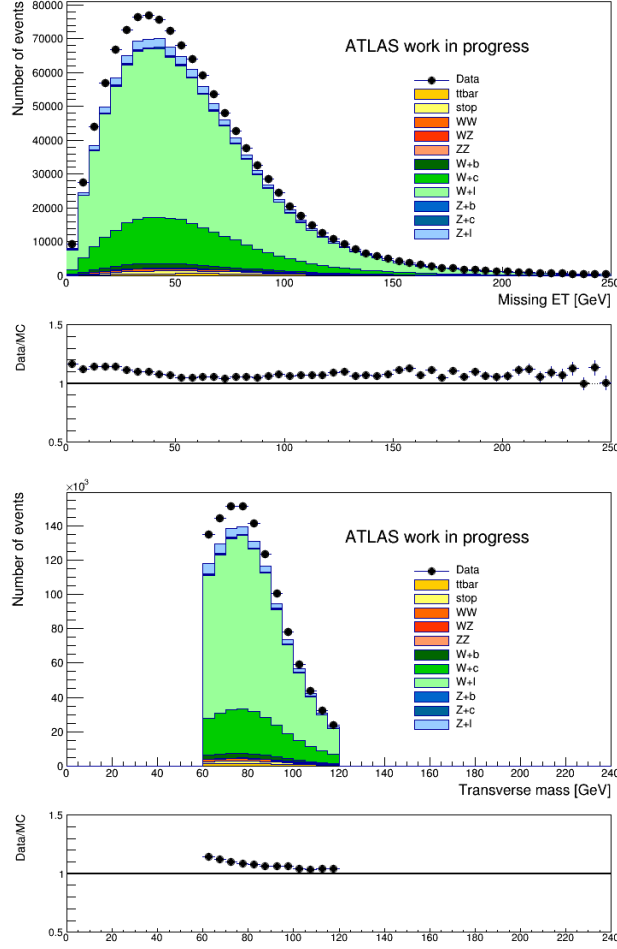 Number of events
80000
70000
60000
50000
40000
30000
20000
10000
0
ATLAS work in progress
Data
ttbar
stop
WW
WZ
ZZ
W+b
W+c
W+l
Z+b
Z+c
Z+l
0 50 100 150 200 250
Missing ET [GeV]
Data/MC
1.5
1
0.5
50 100 150 200 250
×10³
Number of events
140
120
100
80
60
40
20
0
ATLAS work in progress
Data
ttbar
stop
WW
WZ
ZZ
W+b
W+c
W+l
Z+b
Z+c
Z+l
0 20 40 60 80 100 120 140 160 180 200 220 240
Transverse mass [GeV]
Data/MC
1.5
1
0.5
0 20 40 60 80 100 120 140 160 180 200 220 240